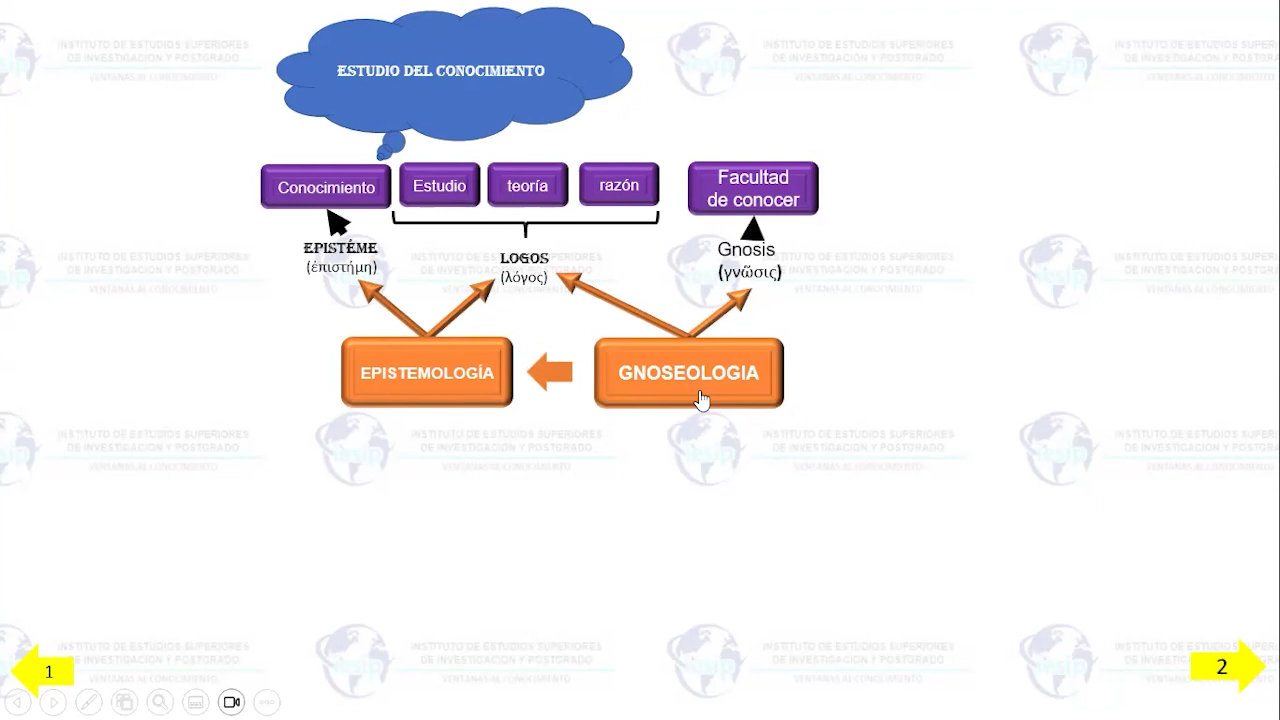 ESTUDIO DEL CONOCIMIENTO
Conocimiento
Estudio
teoría
razón
Facultad
de conocer
EPISTÉME
(ἐπιστήμη)
LOGOS
(λόγος)
Gnosis
(γνῶσις)
EPISTEMOLOGÍA
GNOSEOLOGIA
1
2
INSTITUTO DE ESTUDIOS SUPERIORES
DE INVESTIGACIÓN Y POSTGRADO
VENTANAS AL CONOCIMIENTO